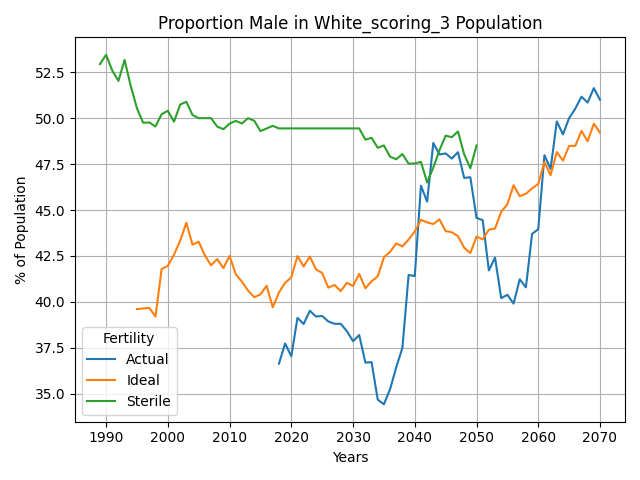 Proportion Male in White_scoring_3 Population
% of Population
52.5
50.0
47.5
45.0
42.5
40.0
37.5
35.0
Fertility
Actual
Ideal
Sterile
1990 2000 2010 2020 2030 2040 2050 2060 2070
Years